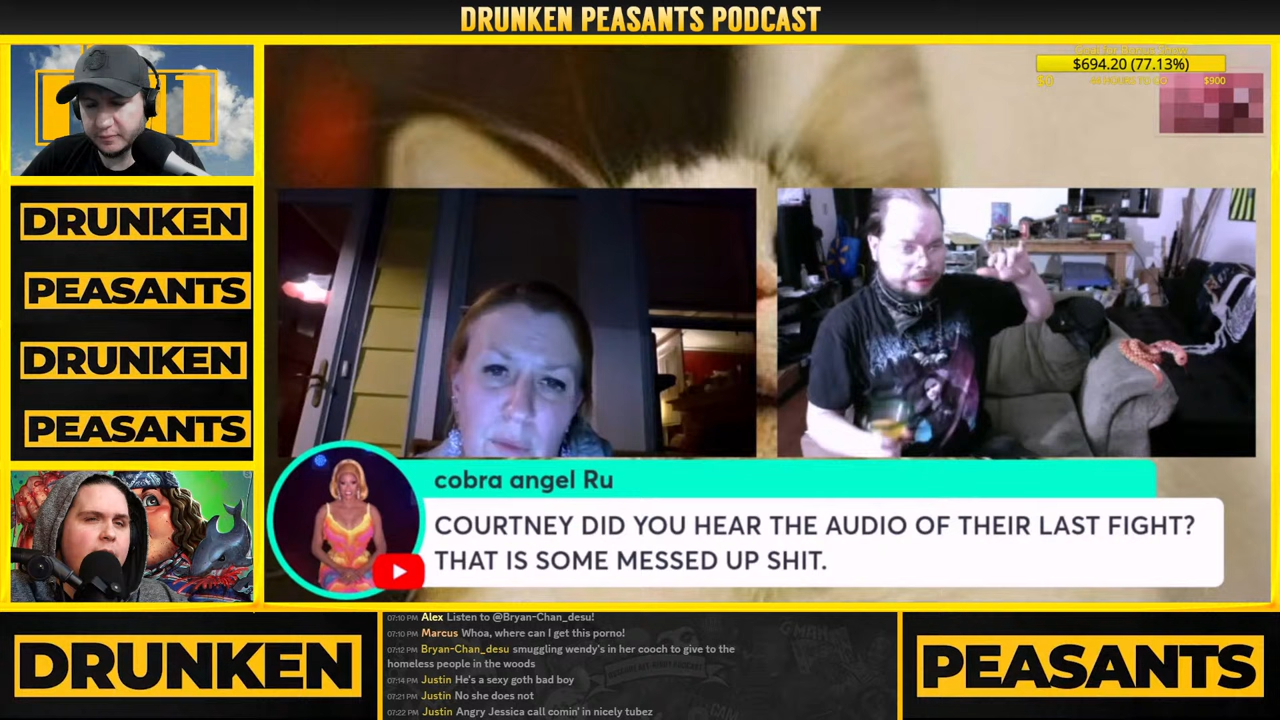 DRUNKEN PEASANTS PODCAST
Goal For Bonus Show
$694.20 (77.13%)
$0
$900
DRUNKEN
PEASANTS
DRUNKEN
PEASANTS
cobra angel Ru
COURTNEY DID YOU HEAR THE AUDIO OF THEIR LAST FIGHT?
THAT IS SOME MESSED UP SHIT.
07:10 PM Alex Listen to @Bryan-Chan_desu!
07:10 PM Marcus Whoa, where can I get this porno!
07:12 PM Bryan-Chan_desu smuggling wendy's in her cooch to give to the
homeless people in the woods
07:14 PM Justin He's a sexy goth bad boy
07:21 PM Justin No she does not
07:22 PM Justin Angry Jessica call comin' in nicely tubez
DRUNKEN
PEASANTS